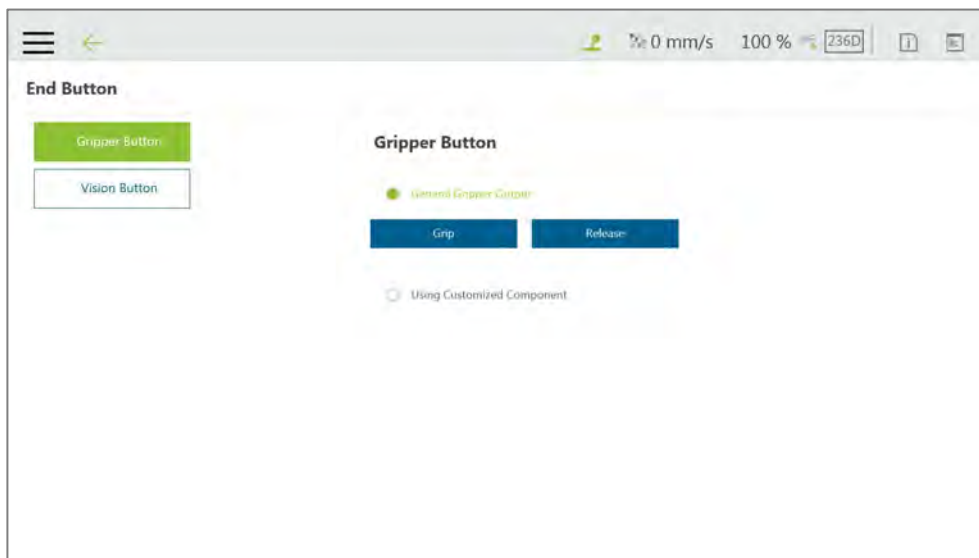 0 mm/s 100 % 236D
End Button
Gripper Button
Vision Button
Gripper Button
General Gripper Output
Grip Release
Using Customized Component